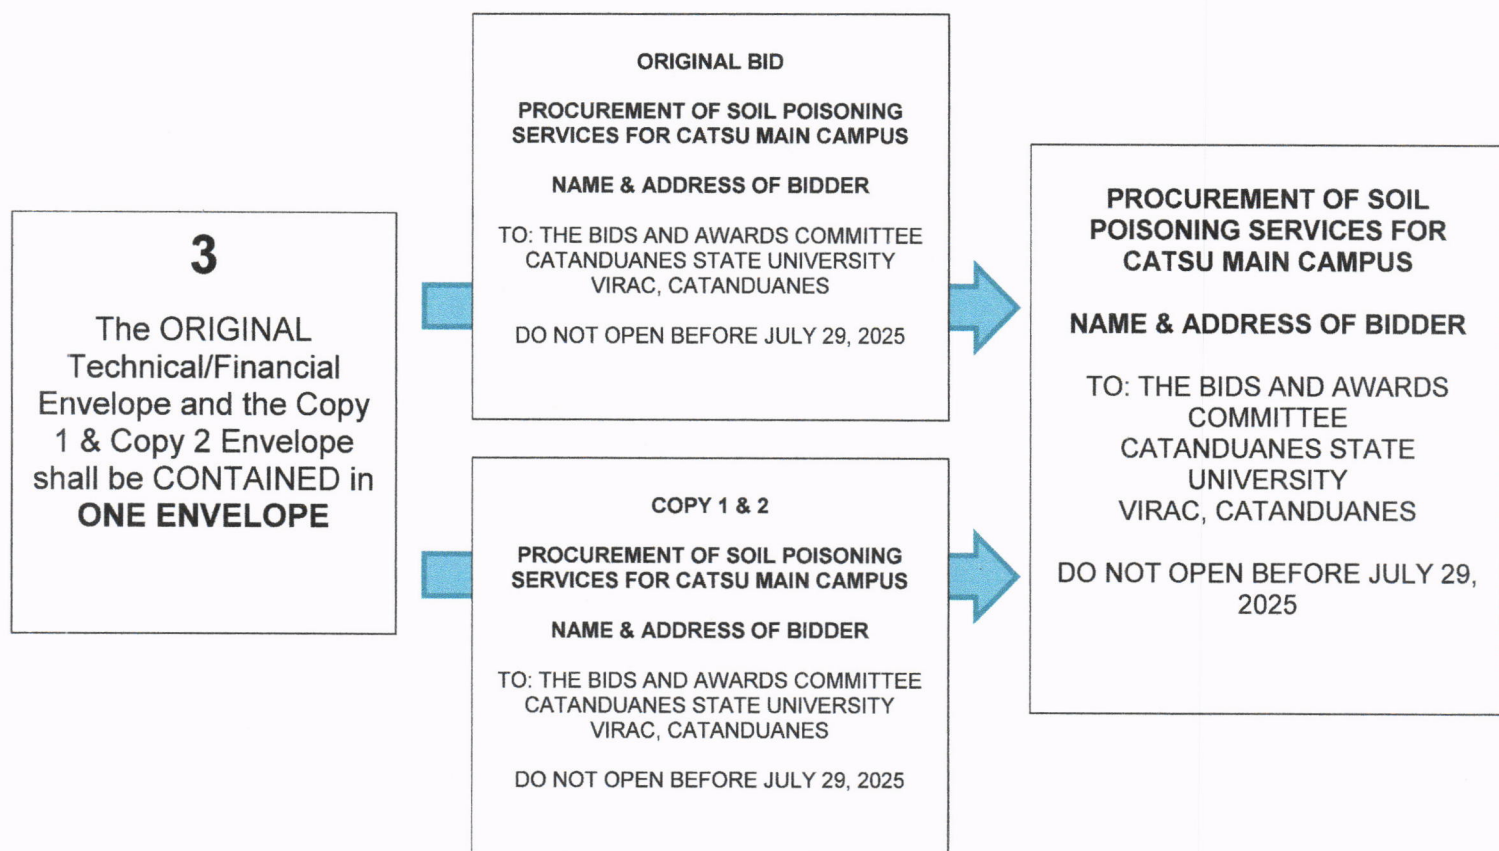 3
The ORIGINAL
Technical/Financial
Envelope and the Copy
1 & Copy 2 Envelope
shall be CONTAINED in
ONE ENVELOPE
ORIGINAL BID
PROCUREMENT OF SOIL POISONING
SERVICES FOR CATSU MAIN CAMPUS
NAME & ADDRESS OF BIDDER
TO: THE BIDS AND AWARDS COMMITTEE
CATANDUANES STATE UNIVERSITY
VIRAC, CATANDUANES
DO NOT OPEN BEFORE JULY 29, 2025
COPY 1 & 2
PROCUREMENT OF SOIL POISONING
SERVICES FOR CATSU MAIN CAMPUS
NAME & ADDRESS OF BIDDER
TO: THE BIDS AND AWARDS COMMITTEE
CATANDUANES STATE UNIVERSITY
VIRAC, CATANDUANES
DO NOT OPEN BEFORE JULY 29, 2025
PROCUREMENT OF SOIL
POISONING SERVICES FOR
CATSU MAIN CAMPUS
NAME & ADDRESS OF BIDDER
TO: THE BIDS AND AWARDS
COMMITTEE
CATANDUANES STATE
UNIVERSITY
VIRAC, CATANDUANES
DO NOT OPEN BEFORE JULY 29,
2025